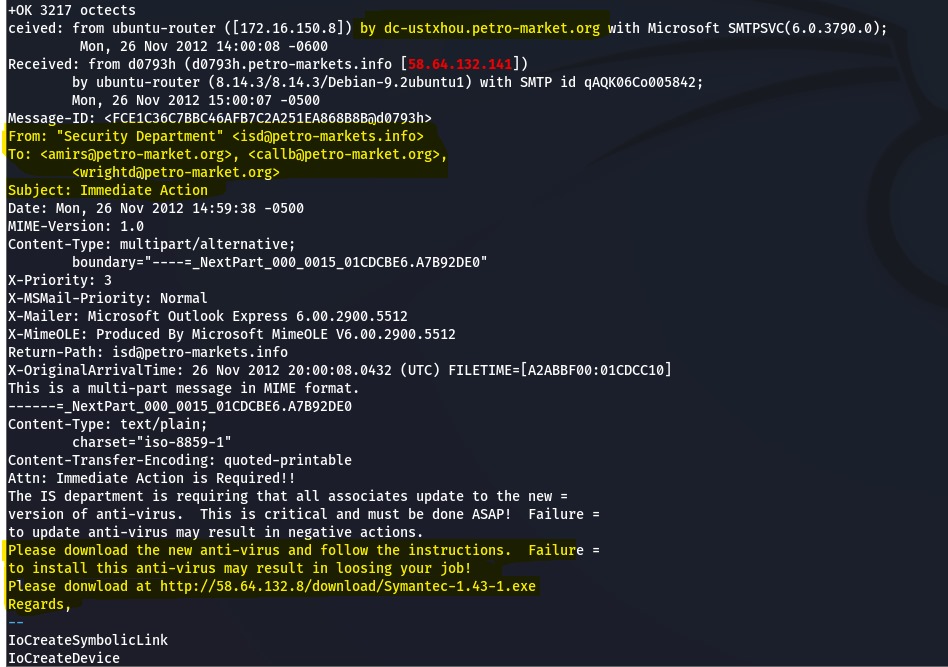 +OK 3217 octects
ceived: from ubuntu-router ([172.16.150.8]) by dc-ustxhou.petro-market.org with Microsoft SMTPSVC(6.0.3790.0);
Mon, 26 Nov 2012 14:00:08 -0600
Received: from d0793h (d0793h.petro-markets.info [58.64.132.141])
by ubuntu-router (8.14.3/8.14.3/Debian-9.2ubuntu1) with SMTP id qAQK06Co005842;
Mon, 26 Nov 2012 15:00:07 -0500
Message-ID: <FCE1C36C7BBC46AFB7C2A251EA868B8B@d0793h>
From: "Security Department" <isd@petro-markets.info>
To: <amirs@petro-market.org>, <callb@petro-market.org>,
<wrightd@petro-market.org>
Subject: Immediate Action
Date: Mon, 26 Nov 2012 14:59:38 -0500
MIME-Version: 1.0
Content-Type: multipart/alternative;
boundary="----=_NextPart_000_0015_01CDCBE6.A7B92DE0"
X-Priority: 3
X-MSMail-Priority: Normal
X-Mailer: Microsoft Outlook Express 6.00.2900.5512
X-MimeOLE: Produced By Microsoft MimeOLE V6.00.2900.5512
Return-Path: isd@petro-markets.info
X-OriginalArrivalTime: 26 Nov 2012 20:00:08.0432 (UTC) FILETIME=[A2ABBF00:01CDCC10]
This is a multi-part message in MIME format.
------=_NextPart_000_0015_01CDCBE6.A7B92DE0
Content-Type: text/plain;
charset="iso-8859-1"
Content-Transfer-Encoding: quoted-printable
Attn: Immediate Action is Required!!
The IS department is requiring that all associates update to the new =
version of anti-virus.  This is critical and must be done ASAP!  Failure =
to update anti-virus may result in negative actions.
Please download the new anti-virus and follow the instructions.  Failure =
to install this anti-virus may result in loosing your job!
Please donwload at http://58.64.132.8/download/Symantec-1.43-1.exe
Regards,
--
IoCreateSymbolicLink
IoCreateDevice